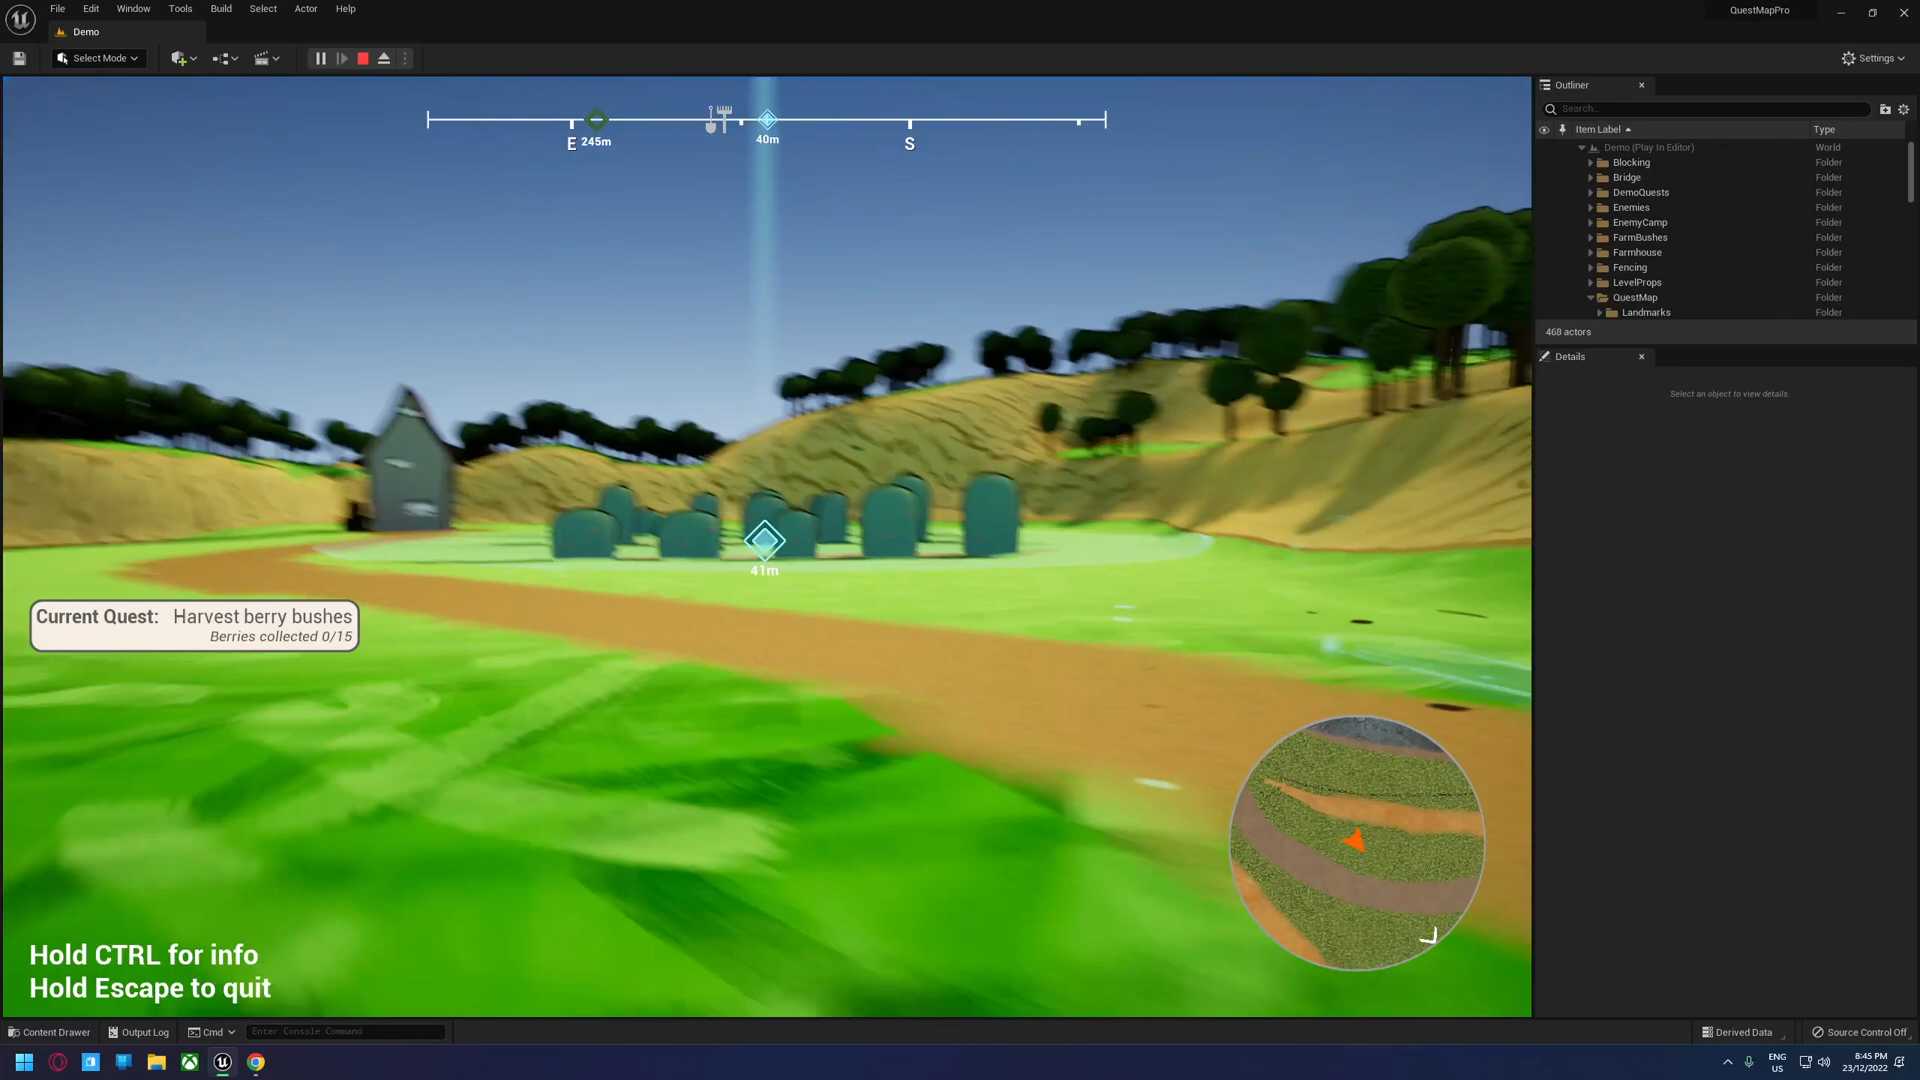 File Edit Window Tools Build Select Actor Help
QuestMapPro
Demo
Select Mode
Settings
E 245m
40m
S
41m
Current Quest: Harvest berry bushes
Berries collected 0/15
Hold CTRL for info
Hold Escape to quit
Outliner
Search...
Item Label Type
Demo (Play In Editor) World
Blocking Folder
Bridge Folder
DemoQuests Folder
Enemies Folder
EnemyCamp Folder
FarmBushes Folder
Farmhouse Folder
Fencing Folder
LevelProps Folder
QuestMap Folder
Landmarks Folder
468 actors
Details
Select an object to view details.
Content Drawer Output Log Cmd Enter Console Command
Derived Data Source Control Off
ENG
US
8:45 PM
23/12/2022